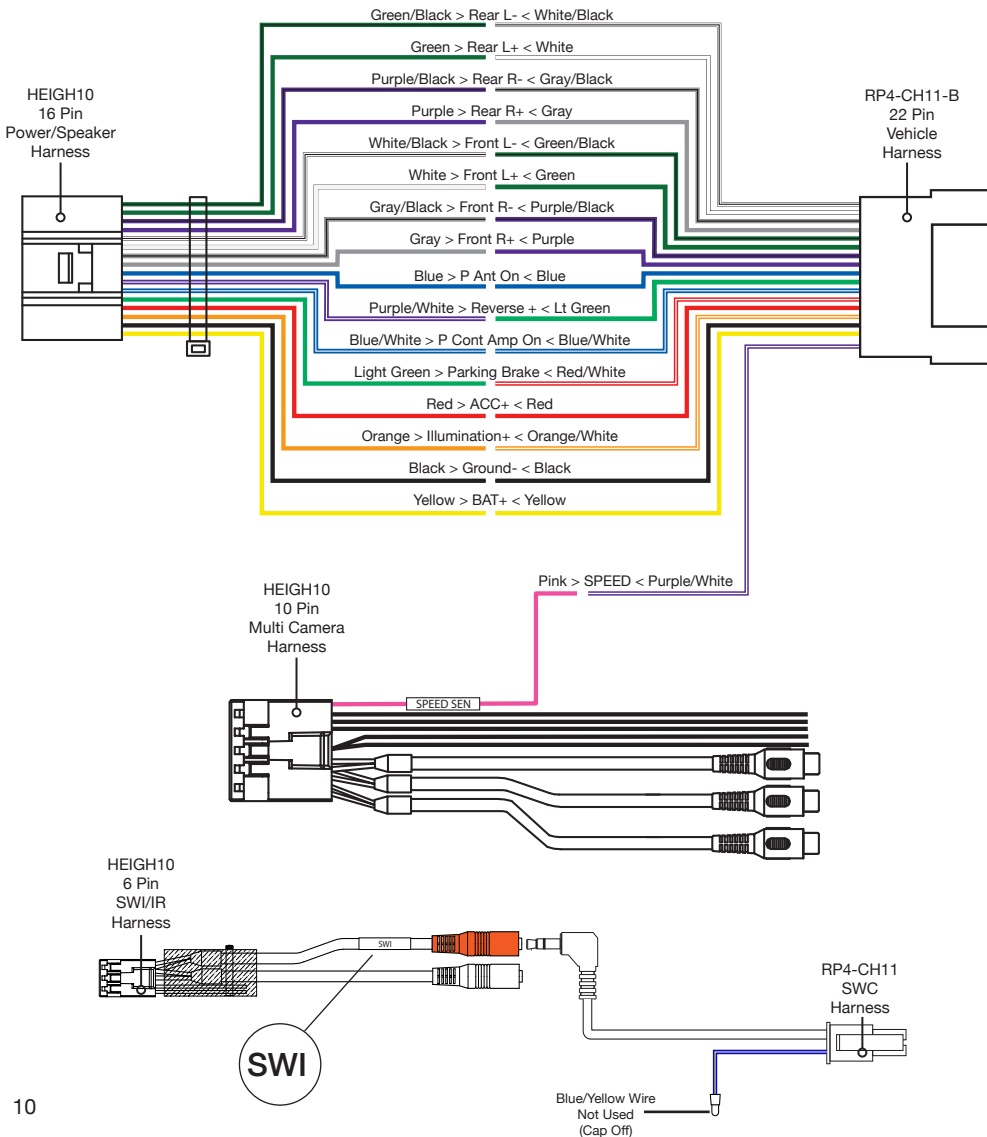 Green/Black > Rear L- < White/Black
Green > Rear L+ < White
Purple/Black > Rear R- < Gray/Black
Purple > Rear R+ < Gray
White/Black > Front L- < Green/Black
White > Front L+ < Green
Gray/Black > Front R- < Purple/Black
Gray > Front R+ < Purple
Blue > P Ant On < Blue
Purple/White > Reverse + < Lt Green
Blue/White > P Cont Amp On < Blue/White
Light Green > Parking Brake < Red/White
Red > ACC+ < Red
Orange > Illumination+ < Orange/White
Black > Ground- < Black
Yellow > BAT+ < Yellow
HEIGH10
16 Pin
Power/Speaker
Harness
RP4-CH11-B
22 Pin
Vehicle
Harness
Pink > SPEED < Purple/White
HEIGH10
10 Pin
Multi Camera
Harness
SPEED SEN
HEIGH10
6 Pin
SWI/IR
Harness
SWI
SWI
RP4-CH11
SWC
Harness
Blue/Yellow Wire
Not Used
(Cap Off)
10